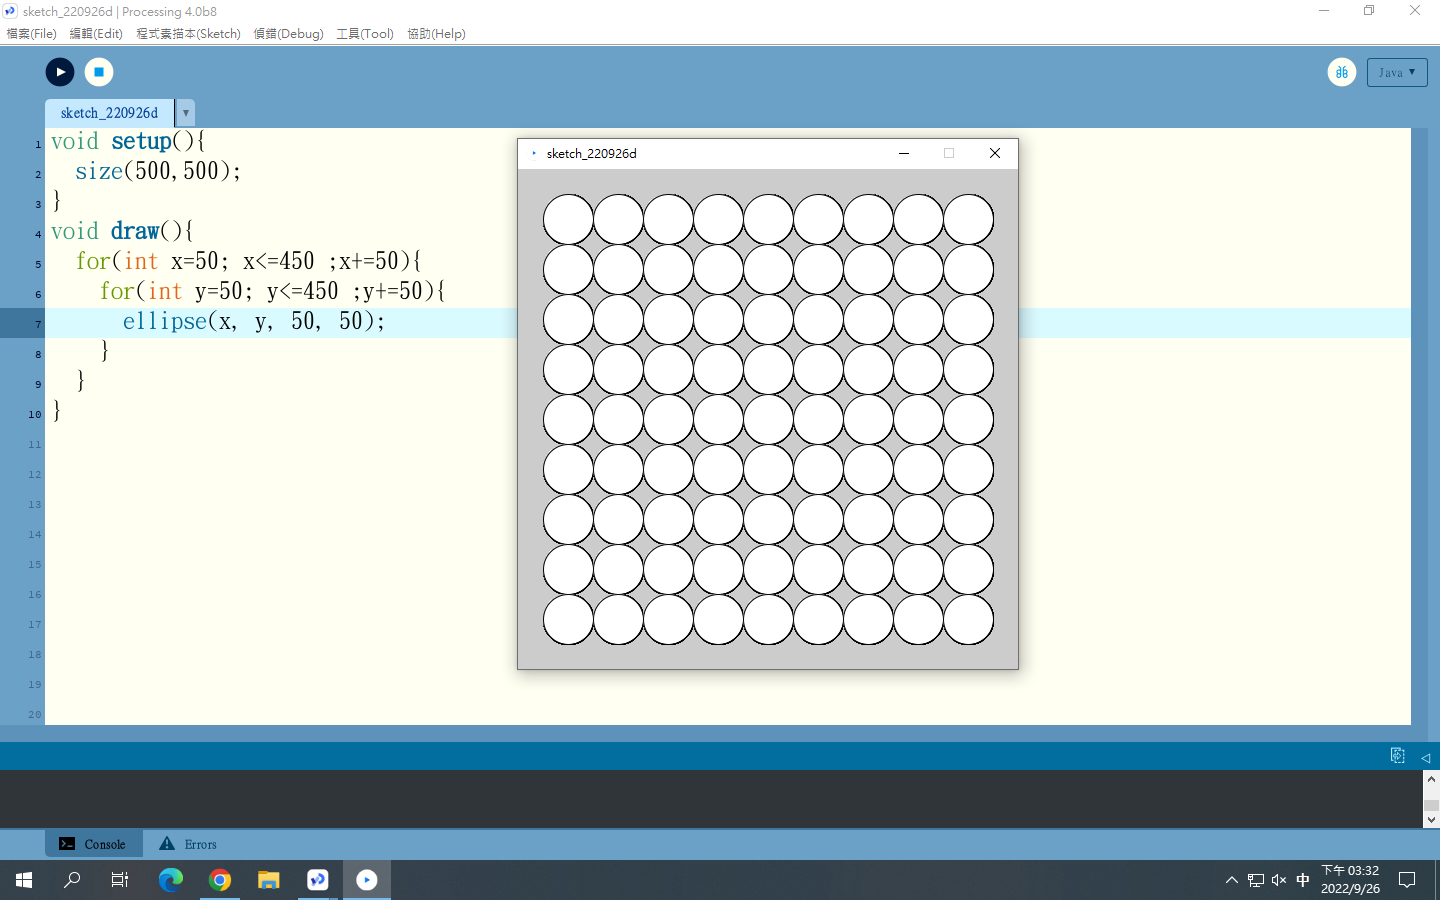 sketch_220926d | Processing 4.0b8
檔案(File) 編輯(Edit) 程式素描本(Sketch) 偵錯(Debug) 工具(Tool) 協助(Help)
Java ▼
sketch_220926d ▼
1 void setup(){
2   size(500,500);
3 }
4 void draw(){
5   for(int x=50; x<=450 ;x+=50){
6     for(int y=50; y<=450 ;y+=50){
7       ellipse(x, y, 50, 50);
8     }
9   }
10 }
11
12
13
14
15
16
17
18
19
20
sketch_220926d
Console Errors
中 下午 03:32
2022/9/26